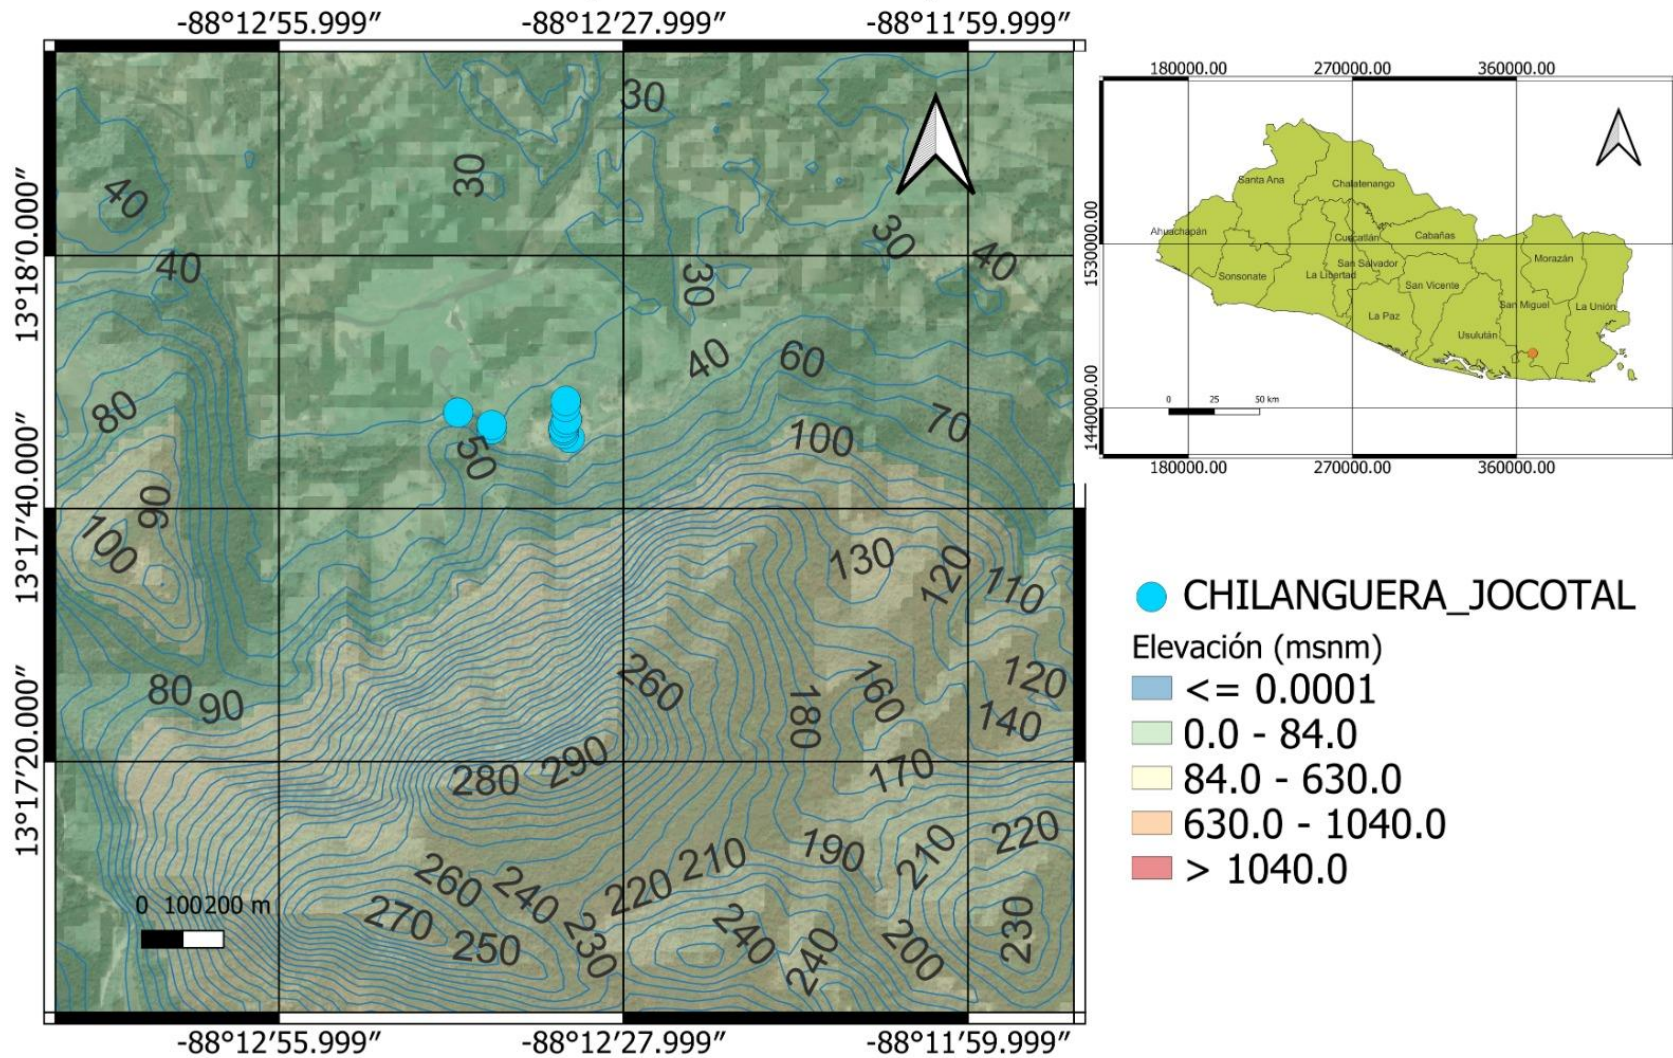 -88°12′55.999″ -88°12′27.999″ -88°11′59.999″
30
30
40
13°18′0.000″
30
40
40
30
40
60
80
70
100
50
13°17′40.000″
90
100
130
120
110
260
160
120
80
90
180
140
13°17′20.000″
280
290
170
220
190
210
210
260
240
220
0 100 200 m
270
250
230
240
240
200
230
-88°12′55.999″ -88°12′27.999″ -88°11′59.999″
180000.00 270000.00 360000.00
Santa Ana
Chalatenango
1530000.00
Ahuachapán
Cuscatlán
Cabañas
Morazán
San Salvador
Sonsonate
La Libertad
San Vicente
San Miguel
La Unión
La Paz
Usulután
1440000.00
0 25 50 km
180000.00 270000.00 360000.00
CHILANGUERA_JOCOTAL
Elevación (msnm)
<= 0.0001
0.0 - 84.0
84.0 - 630.0
630.0 - 1040.0
> 1040.0